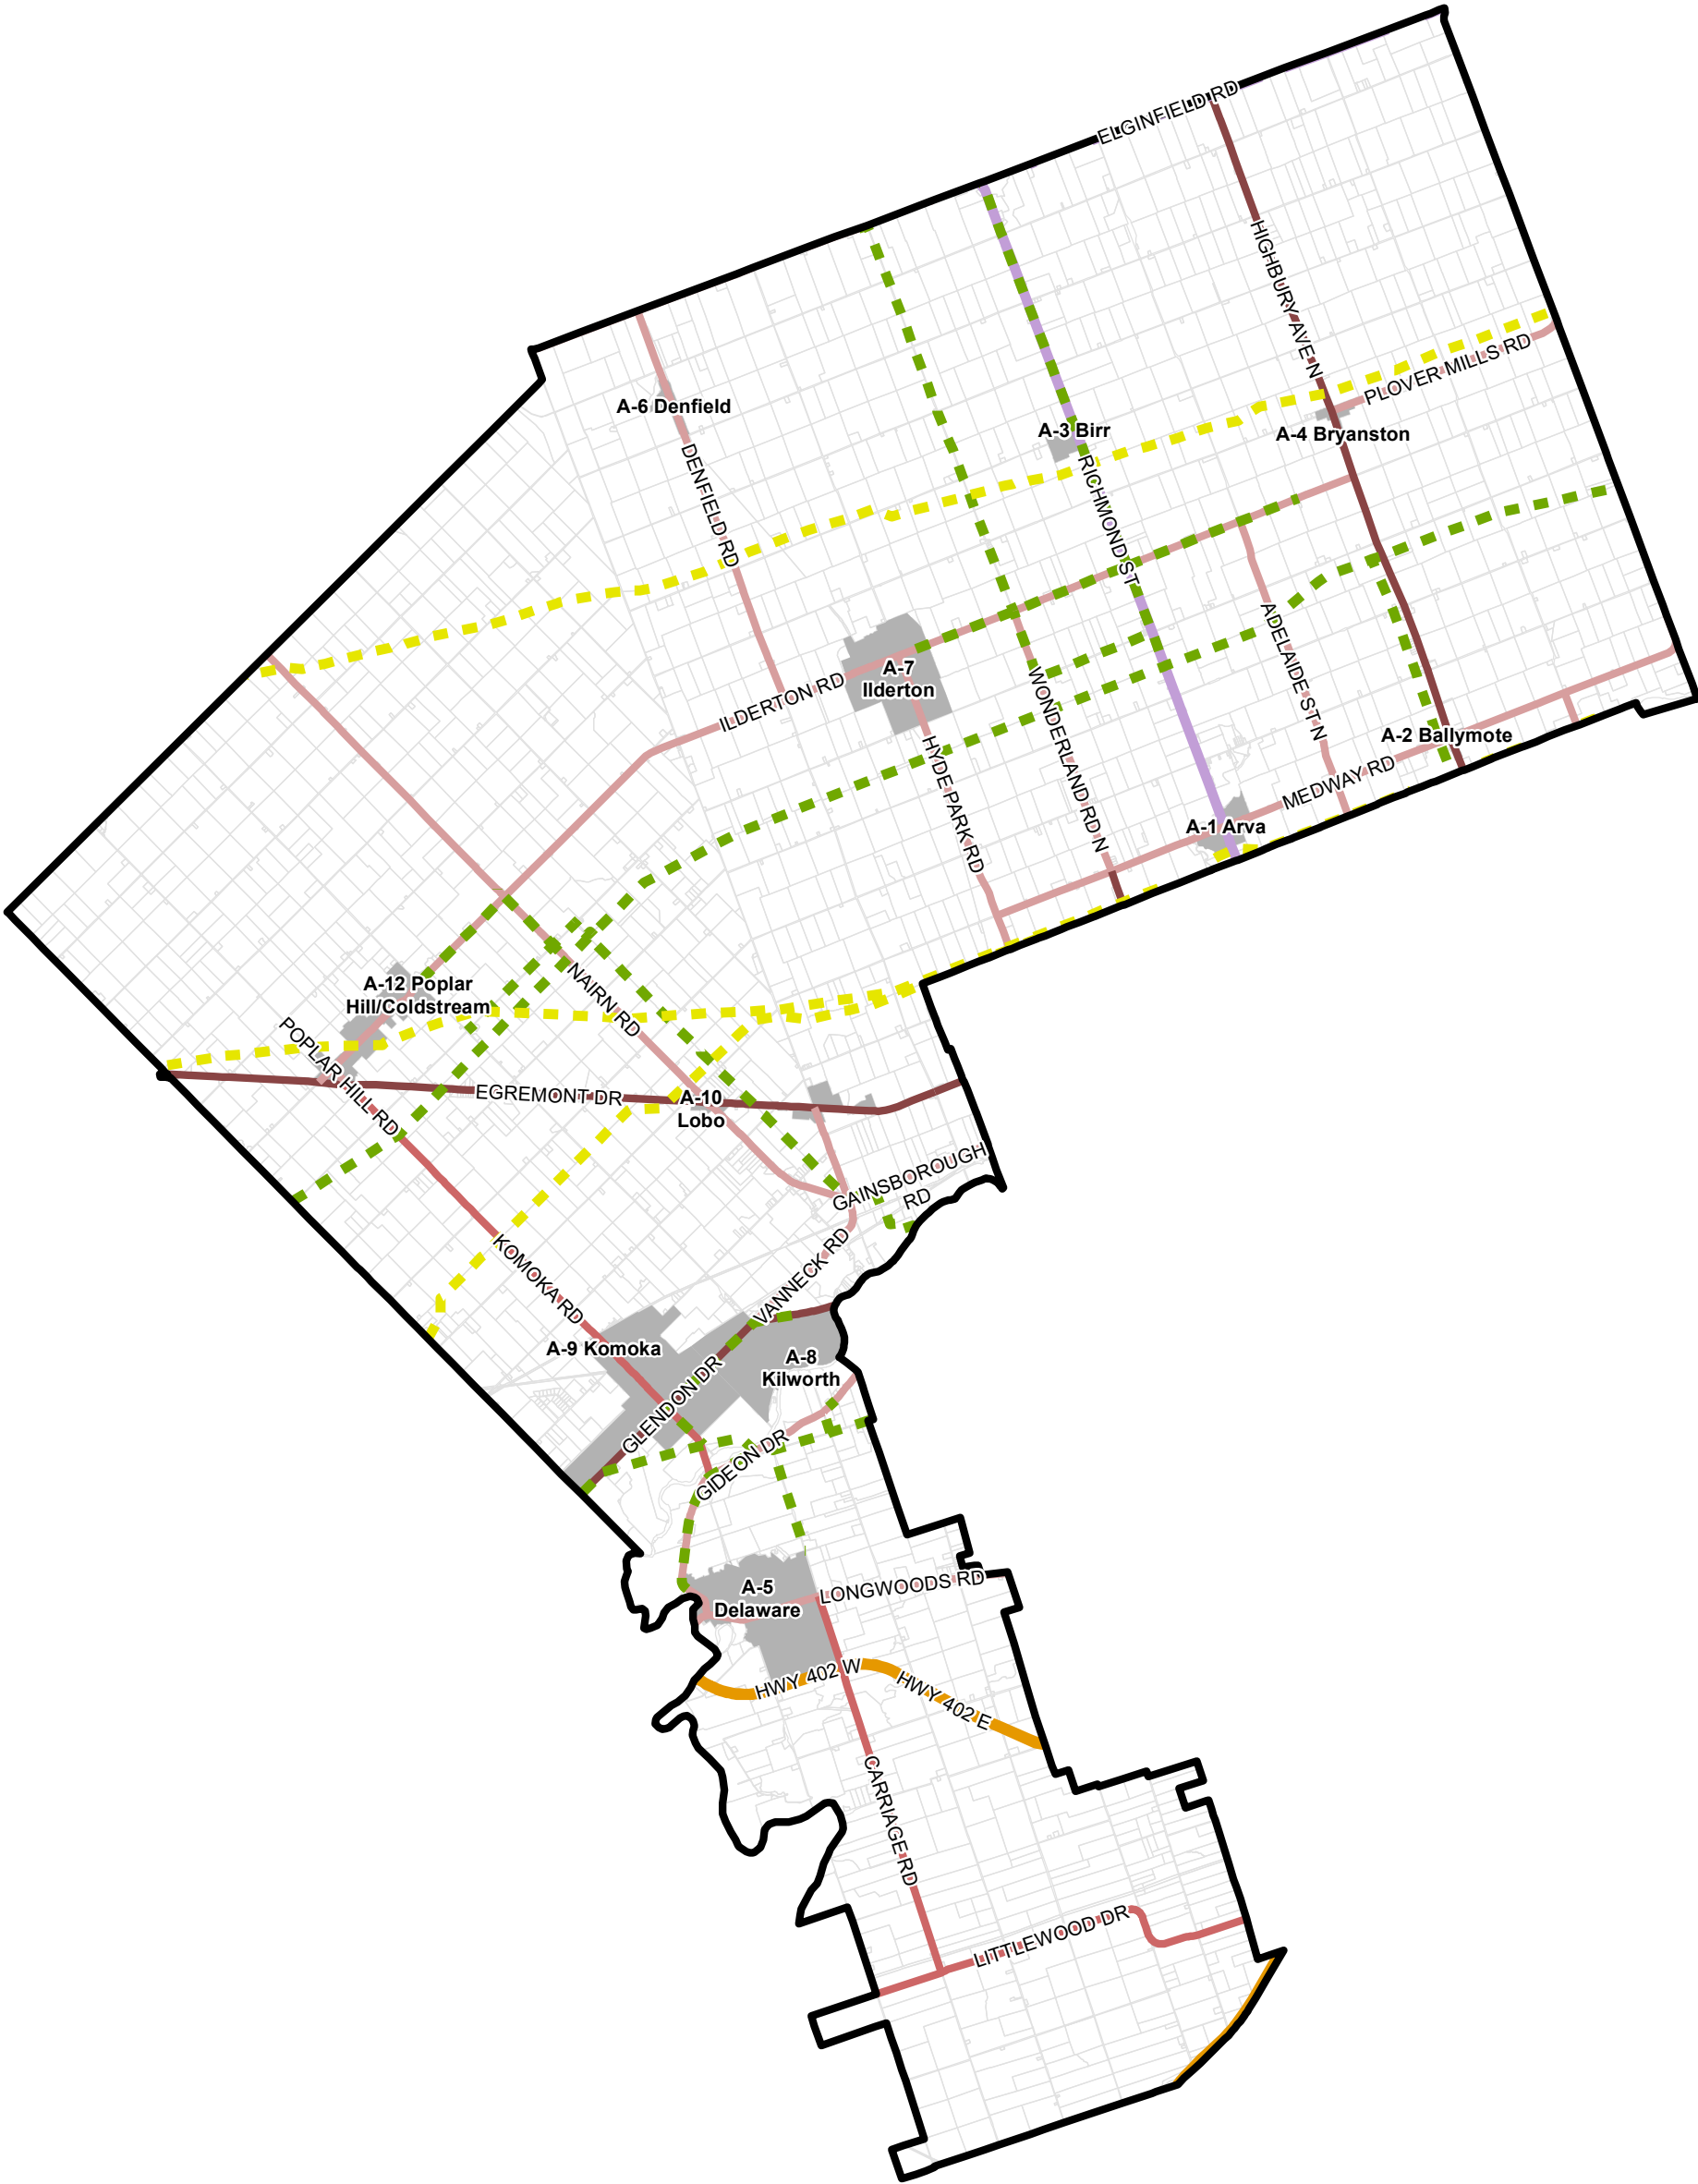 ELGINFIELD RD
HIGHBURY AVE N
PLOVER MILLS RD
A-6 Denfield
A-3 Birr
A-4 Bryanston
DENFIELD RD
RICHMOND ST
ADELAIDE ST N
A-7
Ilderton
ILDERTON RD
WONDERLAND RD N
HYDE PARK RD
A-2 Ballymote
MEDWAY RD
A-1 Arva
A-12 Poplar
Hill/Coldstream
NAIRN RD
POPLAR HILL RD
EGREMONT DR
A-10
Lobo
GAINSBOROUGH
RD
KOMOKA RD
VANNECK RD
A-9 Komoka
A-8
Kilworth
GLENDON DR
GIDEON DR
A-5
Delaware
LONGWOODS RD
HWY 402 W
HWY 402 E
CARRIAGE RD
LITTLEWOOD DR